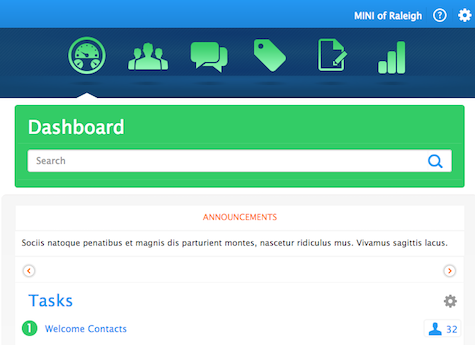 MINI of Raleigh ?
Dashboard
Search
ANNOUNCEMENTS
Sociis natoque penatibus et magnis dis parturient montes, nascetur ridiculus mus. Vivamus sagittis lacus.
Tasks
1 Welcome Contacts 32